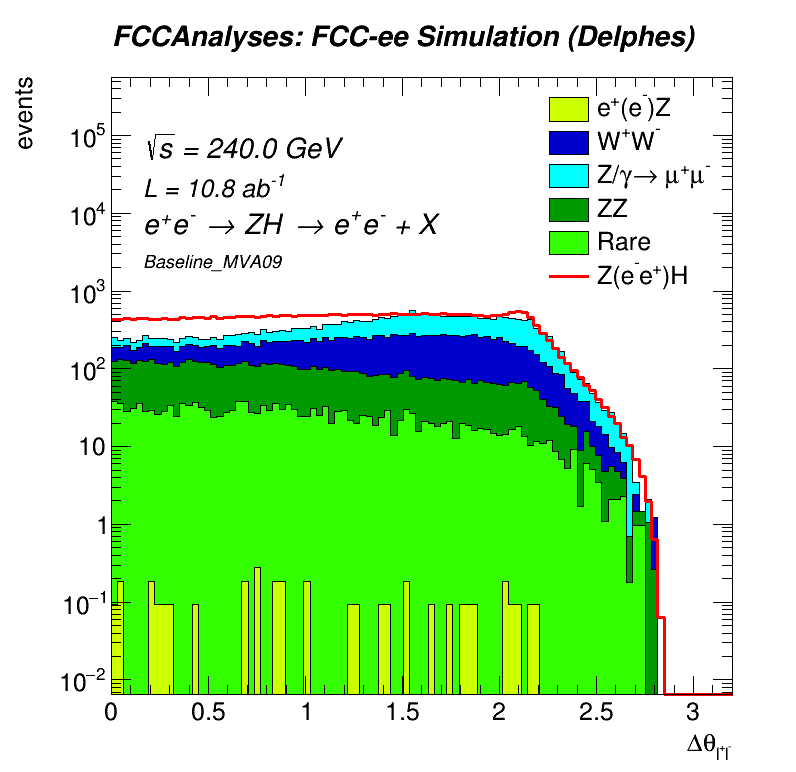 FCCAnalyses: FCC-ee Simulation (Delphes)
events
√s = 240.0 GeV
L = 10.8 ab⁻¹
e⁺e⁻ → ZH → e⁺e⁻ + X
Baseline_MVA09
e⁺(e⁻)Z
W⁺W⁻
Z/γ→ μ⁺μ⁻
ZZ
Rare
Z(e⁻e⁺)H
10⁵
10⁴
10³
10²
10
1
10⁻¹
10⁻²
0 0.5 1 1.5 2 2.5 3
Δθ_{l⁺l⁻}